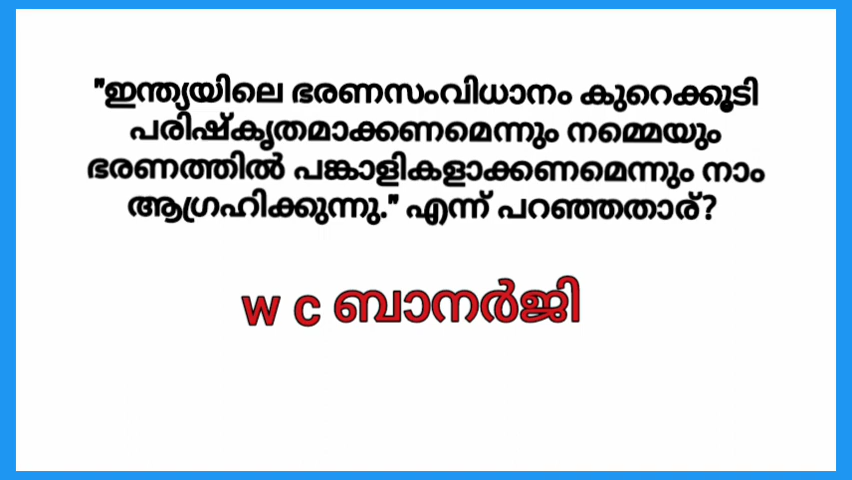 "ഇന്ത്യയിലെ ഭരണസംവിധാനം കുറെക്കൂടി
പരിഷ്കൃതമാക്കണമെന്നും നമ്മെയും
ഭരണത്തിൽ പങ്കാളികളാക്കണമെന്നും നാം
ആഗ്രഹിക്കുന്നു." എന്ന് പറഞ്ഞതാര്?
w c ബാനർജി